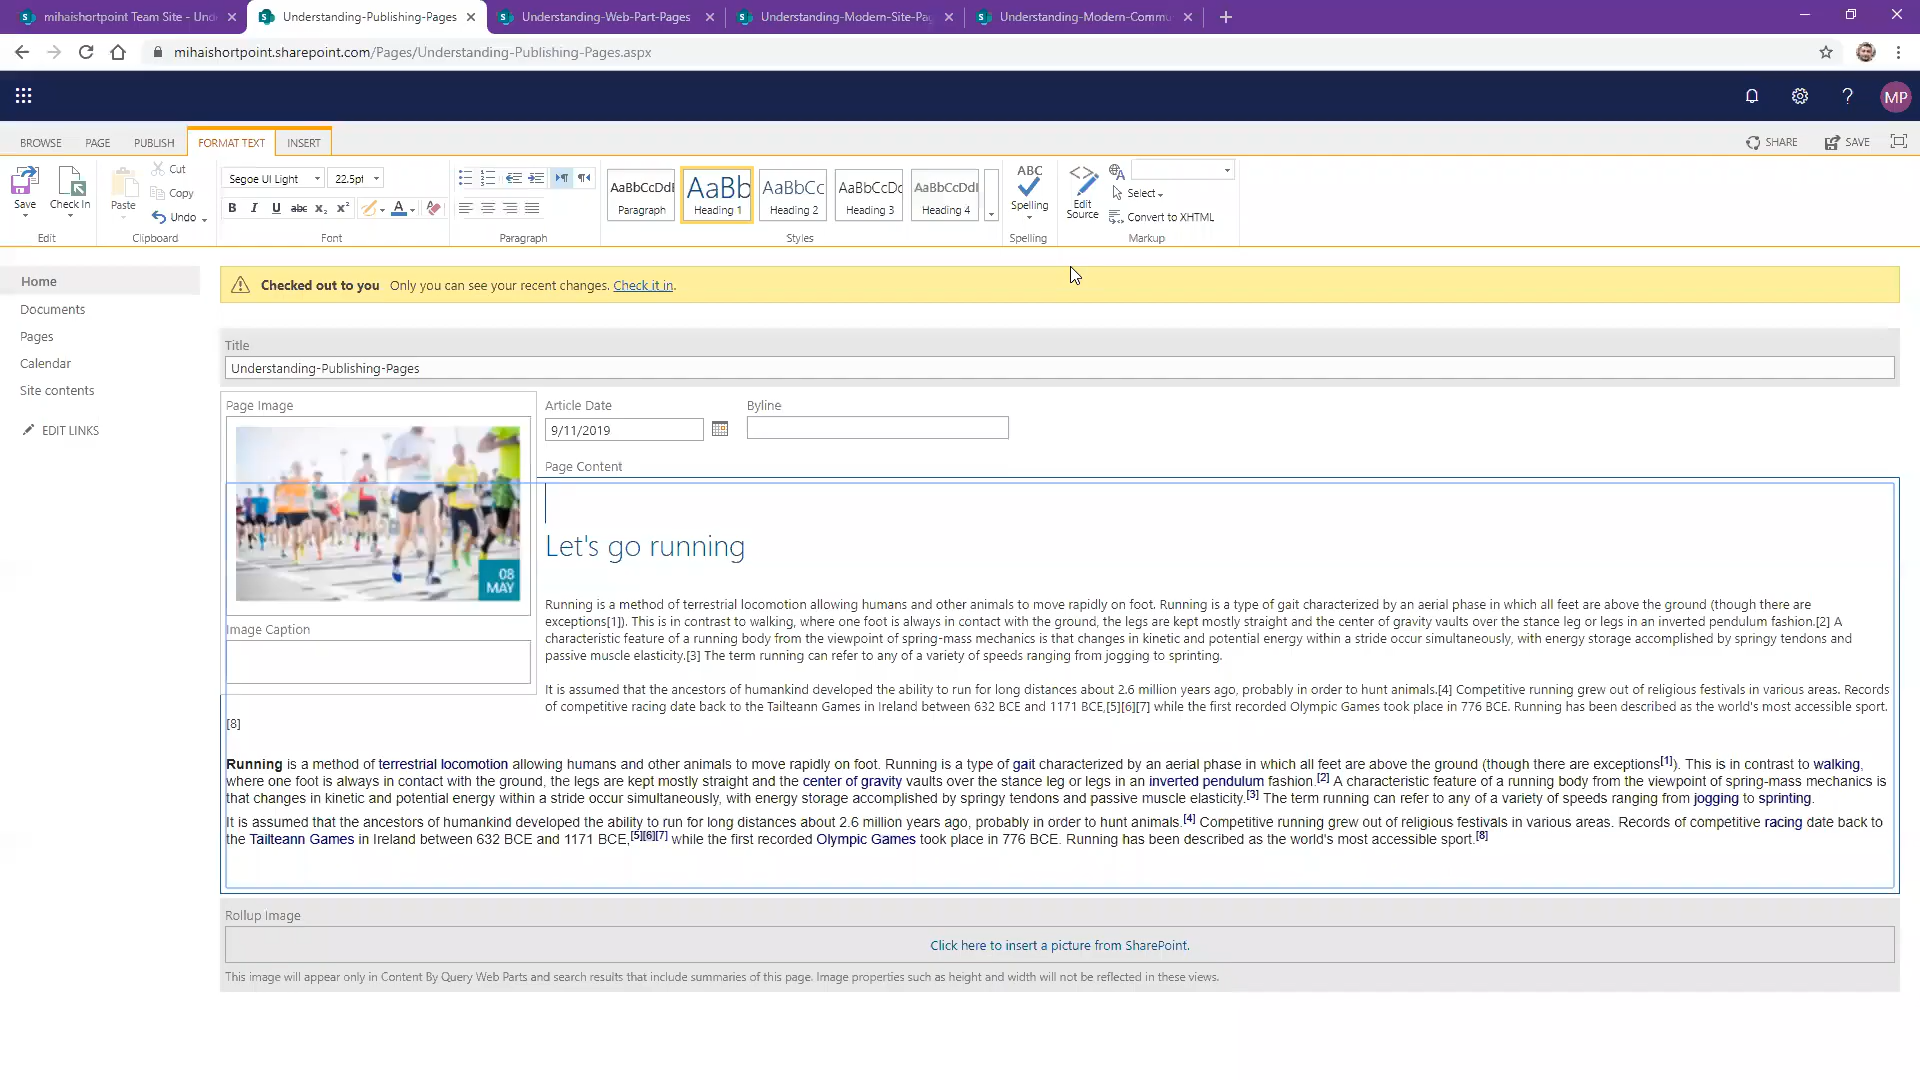 mihaishortpoint Team Site - Und
Understanding-Publishing-Pages
Understanding-Web-Part-Pages
Understanding-Modern-Site-Pag
Understanding-Modern-Commu
mihaishortpoint.sharepoint.com/Pages/Understanding-Publishing-Pages.aspx
MP
BROWSE
PAGE
PUBLISH
FORMAT TEXT
INSERT
SHARE
SAVE
Save
Check In
Paste
Cut
Copy
Undo
Segoe UI Light
22.5pt
B I U abc x₂ x²
A
AaBbCcDdI
Paragraph
AaBb
Heading 1
AaBbCc
Heading 2
AaBbCcDc
Heading 3
AaBbCcDdI
Heading 4
ABC
Spelling
Edit
Source
Select
Convert to XHTML
Edit
Clipboard
Font
Paragraph
Styles
Spelling
Markup
Home
Documents
Pages
Calendar
Site contents
EDIT LINKS
Checked out to you Only you can see your recent changes. Check it in.
Title
Understanding-Publishing-Pages
Page Image
08
MAY
Image Caption
Article Date
9/11/2019
Byline
Page Content
Let's go running
Running is a method of terrestrial locomotion allowing humans and other animals to move rapidly on foot. Running is a type of gait characterized by an aerial phase in which all feet are above the ground (though there are
exceptions[1]). This is in contrast to walking, where one foot is always in contact with the ground, the legs are kept mostly straight and the center of gravity vaults over the stance leg or legs in an inverted pendulum fashion.[2] A
characteristic feature of a running body from the viewpoint of spring-mass mechanics is that changes in kinetic and potential energy within a stride occur simultaneously, with energy storage accomplished by springy tendons and
passive muscle elasticity.[3] The term running can refer to any of a variety of speeds ranging from jogging to sprinting.
It is assumed that the ancestors of humankind developed the ability to run for long distances about 2.6 million years ago, probably in order to hunt animals.[4] Competitive running grew out of religious festivals in various areas. Records
of competitive racing date back to the Tailteann Games in Ireland between 632 BCE and 1171 BCE,[5][6][7] while the first recorded Olympic Games took place in 776 BCE. Running has been described as the world's most accessible sport.
[8]
Running is a method of terrestrial locomotion allowing humans and other animals to move rapidly on foot. Running is a type of gait characterized by an aerial phase in which all feet are above the ground (though there are exceptions[1]). This is in contrast to walking,
where one foot is always in contact with the ground, the legs are kept mostly straight and the center of gravity vaults over the stance leg or legs in an inverted pendulum fashion.[2] A characteristic feature of a running body from the viewpoint of spring-mass mechanics is
that changes in kinetic and potential energy within a stride occur simultaneously, with energy storage accomplished by springy tendons and passive muscle elasticity.[3] The term running can refer to any of a variety of speeds ranging from jogging to sprinting.
It is assumed that the ancestors of humankind developed the ability to run for long distances about 2.6 million years ago, probably in order to hunt animals.[4] Competitive running grew out of religious festivals in various areas. Records of competitive racing date back to
the Tailteann Games in Ireland between 632 BCE and 1171 BCE,[5][6][7] while the first recorded Olympic Games took place in 776 BCE. Running has been described as the world's most accessible sport.[8]
Rollup Image
Click here to insert a picture from SharePoint.
This image will appear only in Content By Query Web Parts and search results that include summaries of this page. Image properties such as height and width will not be reflected in these views.